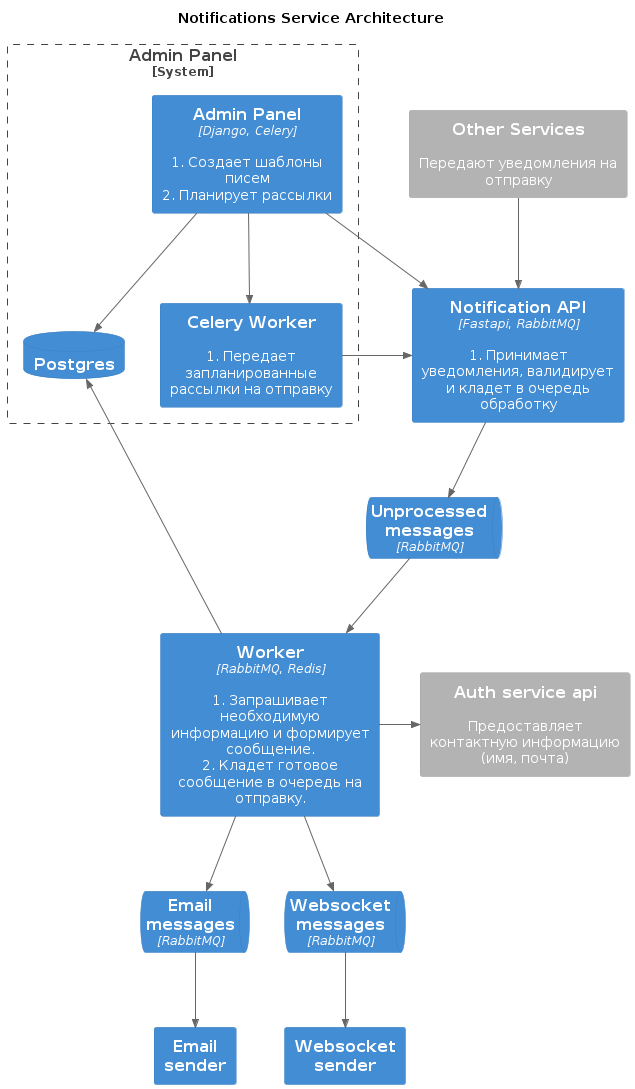 Notifications Service Architecture
Admin Panel
[System]
Admin Panel
[Django, Celery]
1. Создает шаблоны
писем
2. Планирует рассылки
Other Services
Передают уведомления на
отправку
Postgres
Celery Worker
1. Передает
запланированные
рассылки на отправку
Notification API
[Fastapi, RabbitMQ]
1. Принимает
уведомления, валидирует
и кладет в очередь
обработку
Unprocessed
messages
[RabbitMQ]
Worker
[RabbitMQ, Redis]
1. Запрашивает
необходимую
информацию и формирует
сообщение.
2. Кладет готовое
сообщение в очередь на
отправку.
Auth service api
Предоставляет
контактную информацию
(имя, почта)
Email
messages
[RabbitMQ]
Websocket
messages
[RabbitMQ]
Email
sender
Websocket
sender